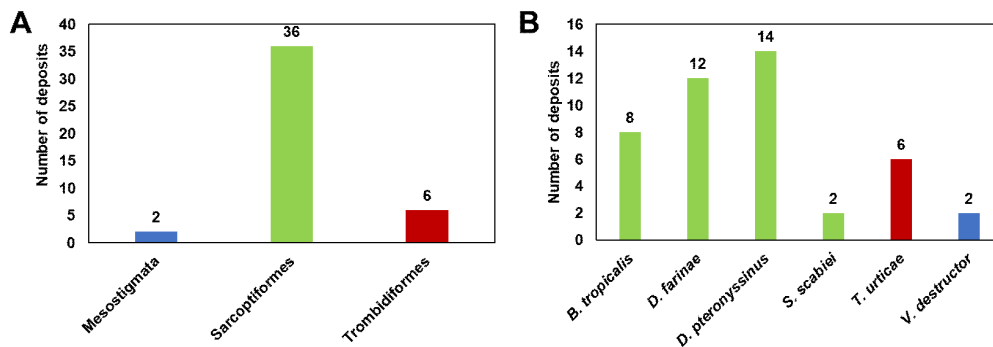 A
Number of deposits
40
35
30
25
20
15
10
5
0
2
36
6
Mesostigmata
Sarcoptiformes
Trombidiformes
B
Number of deposits
16
14
12
10
8
6
4
2
0
8
12
14
2
6
2
B. tropicalis
D. farinae
D. pteronyssinus
S. scabiei
T. urticae
V. destructor